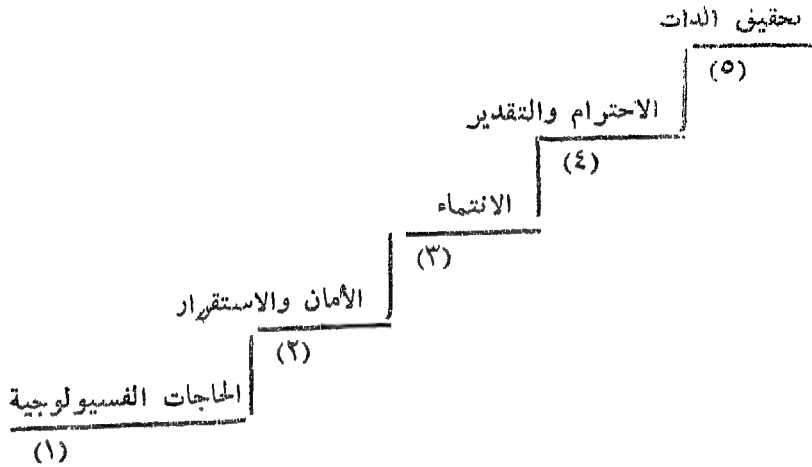 تحقيق الذات
(٥)
الاحترام والتقدير
(٤)
الانتماء
(٣)
الأمان والاستقرار
(٢)
الحاجات الفسيولوجية
(١)